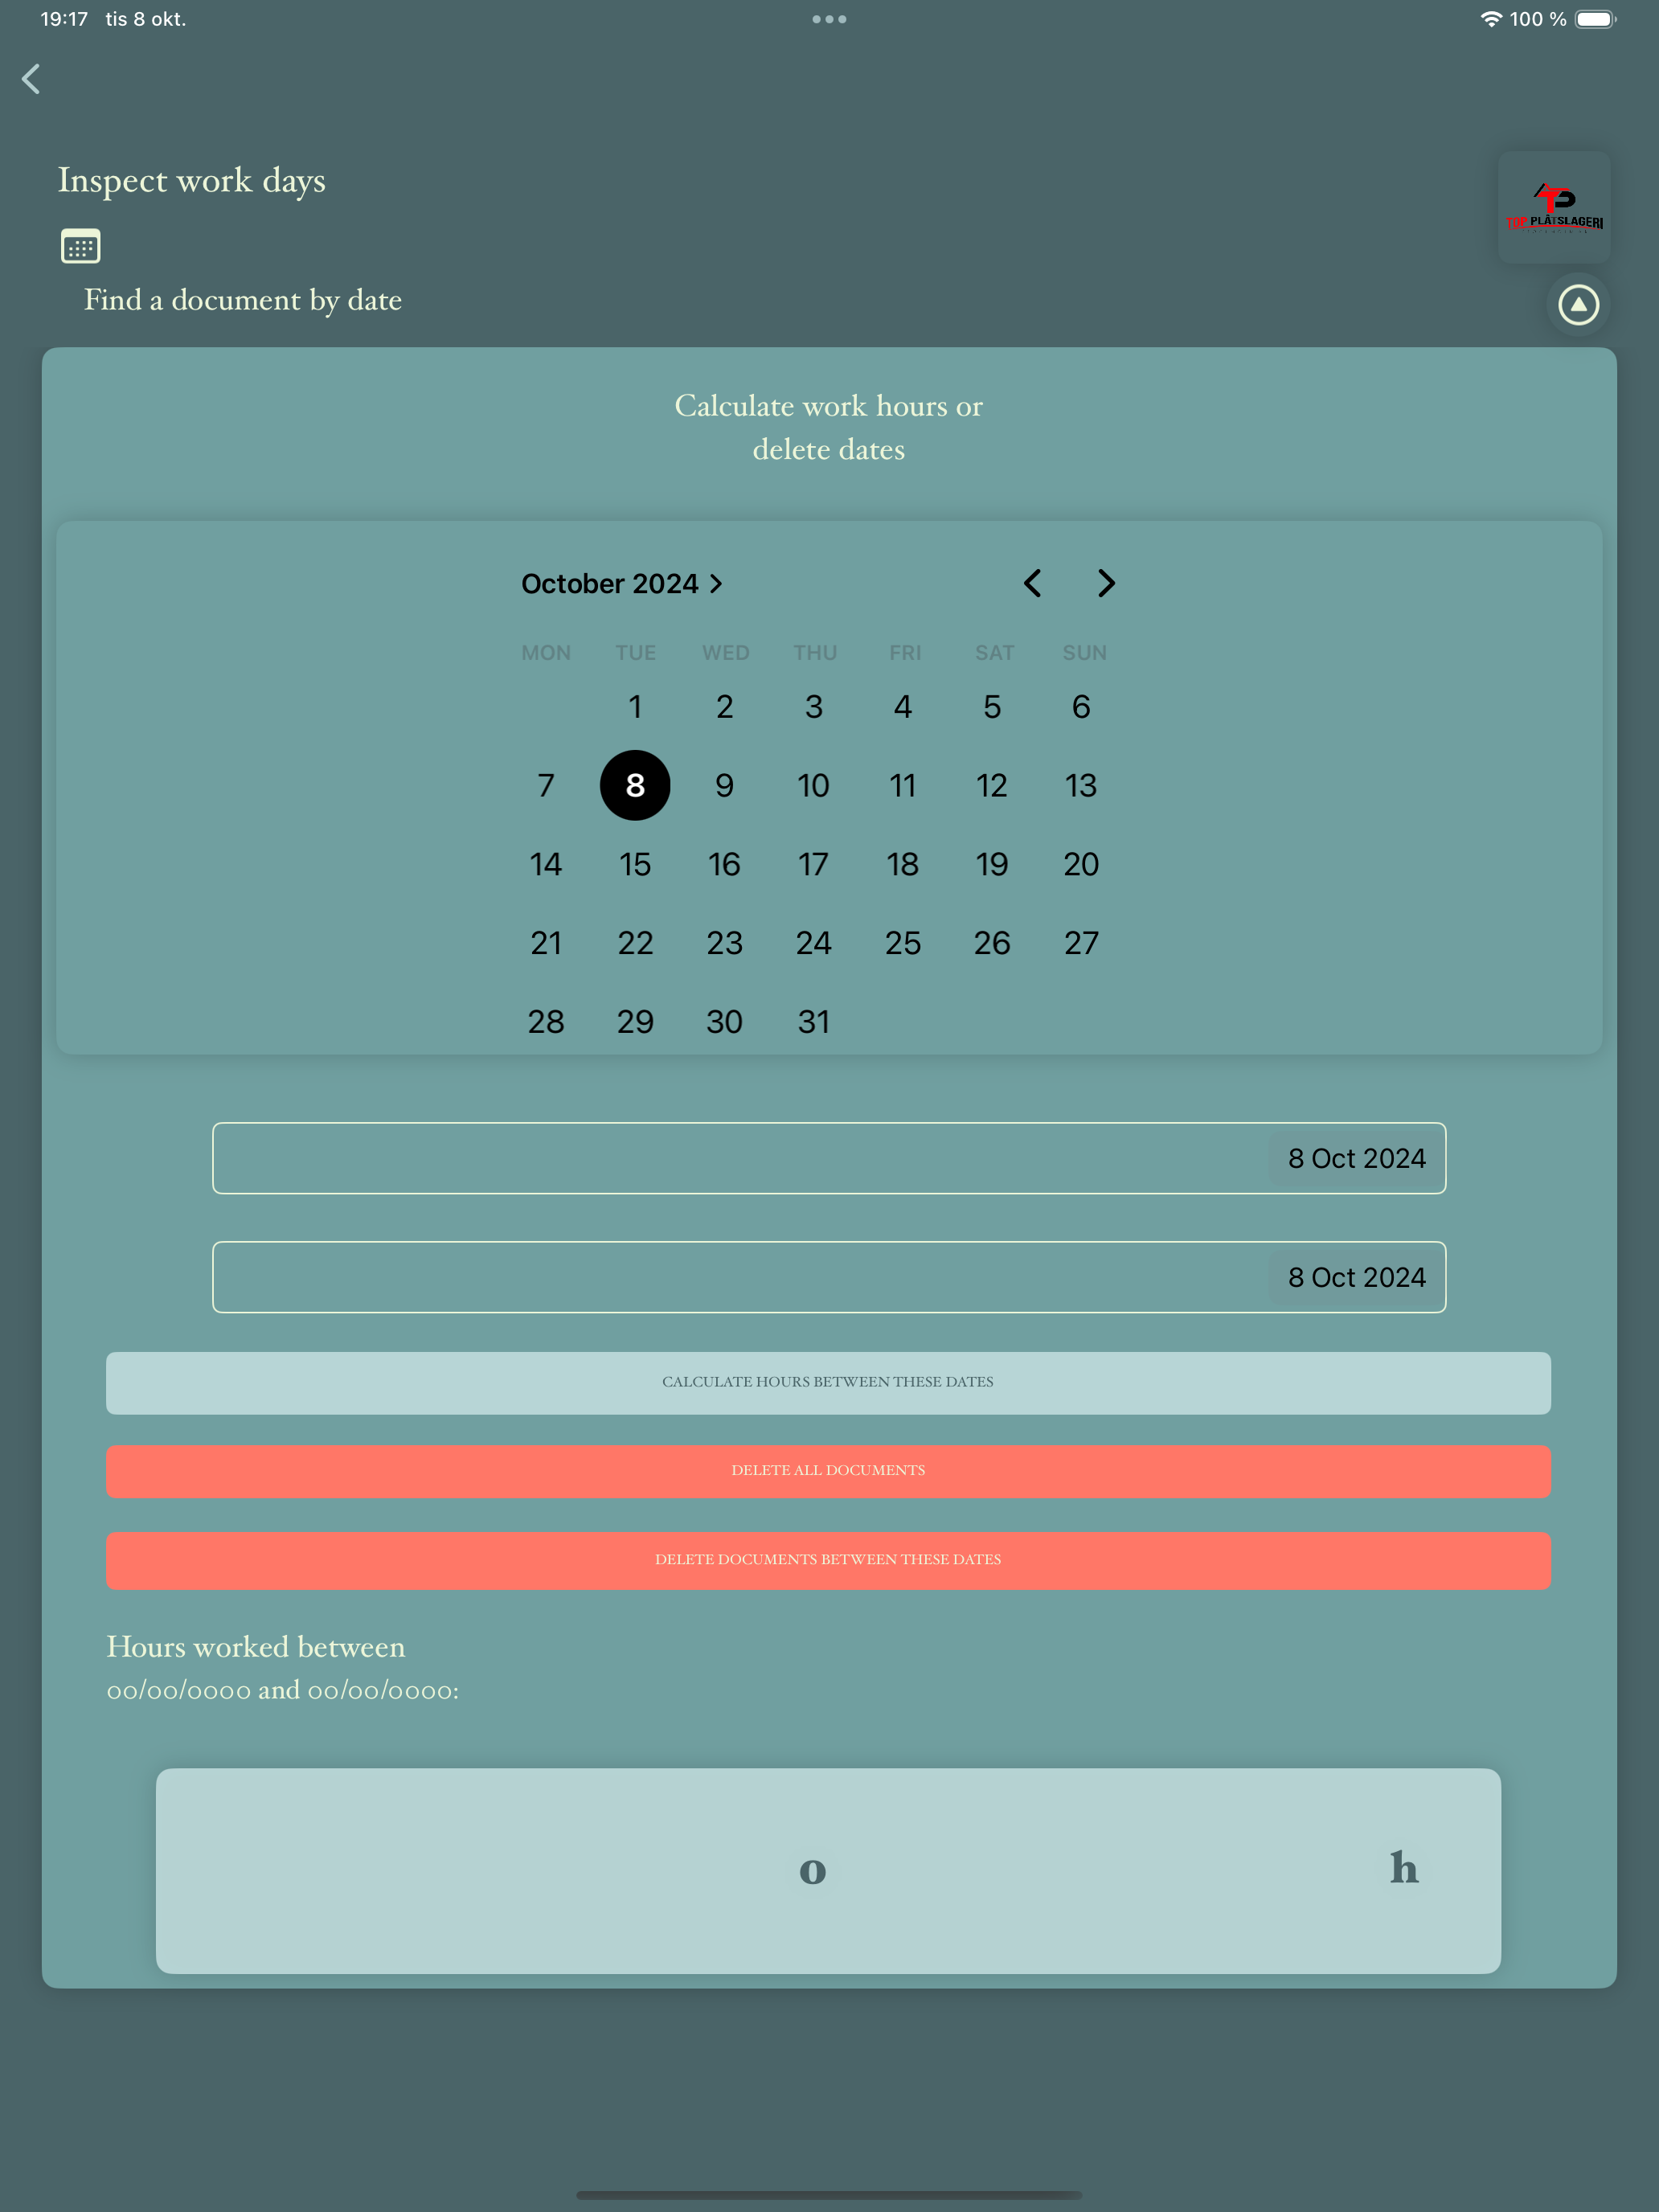 19:17 tis 8 okt.
100 %
Inspect work days
TOP PLÅTSLAGERI
Find a document by date
Calculate work hours or
delete dates
October 2024
MON TUE WED THU FRI SAT SUN
1 2 3 4 5 6
7 8 9 10 11 12 13
14 15 16 17 18 19 20
21 22 23 24 25 26 27
28 29 30 31
8 Oct 2024
8 Oct 2024
CALCULATE HOURS BETWEEN THESE DATES
DELETE ALL DOCUMENTS
DELETE DOCUMENTS BETWEEN THESE DATES
Hours worked between
00/00/0000 and 00/00/0000:
0 h